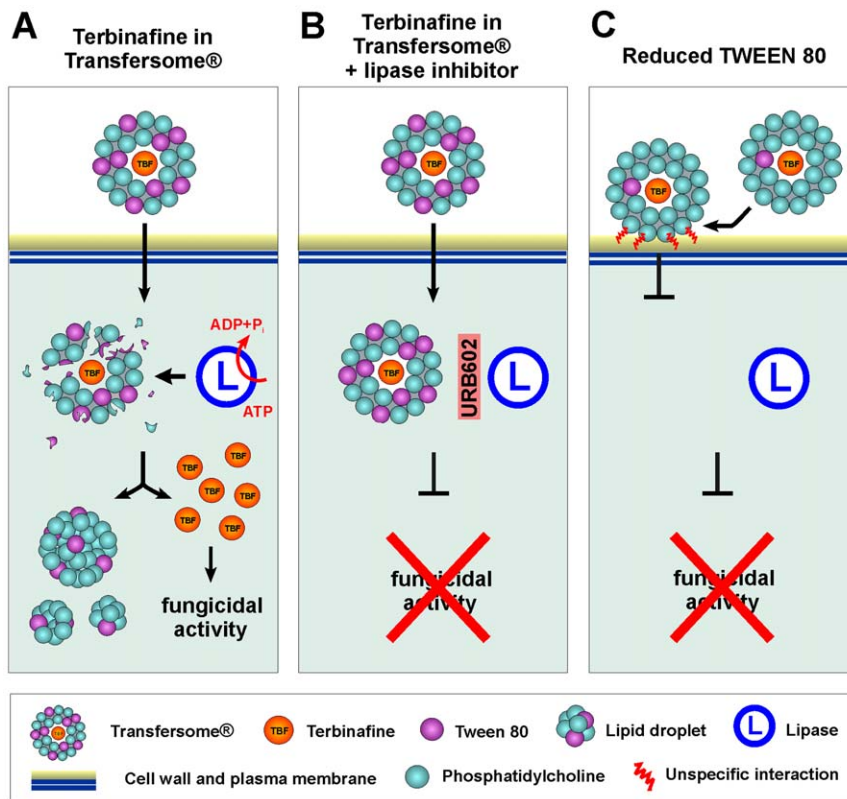 A
Terbinafine in
Transfersome®
TBF
ADP+Pi
TBF
L
ATP
TBF
TBF
TBF
TBF
TBF
TBF
fungicidal
activity
B
Terbinafine in
Transfersome®
+ lipase inhibitor
TBF
TBF
URB602
L
fungicidal
activity
C
Reduced TWEEN 80
TBF
TBF
L
fungicidal
activity
TBF
Transfersome®
TBF
Terbinafine
Tween 80
Lipid droplet
L
Lipase
Cell wall and plasma membrane
Phosphatidylcholine
Unspecific interaction